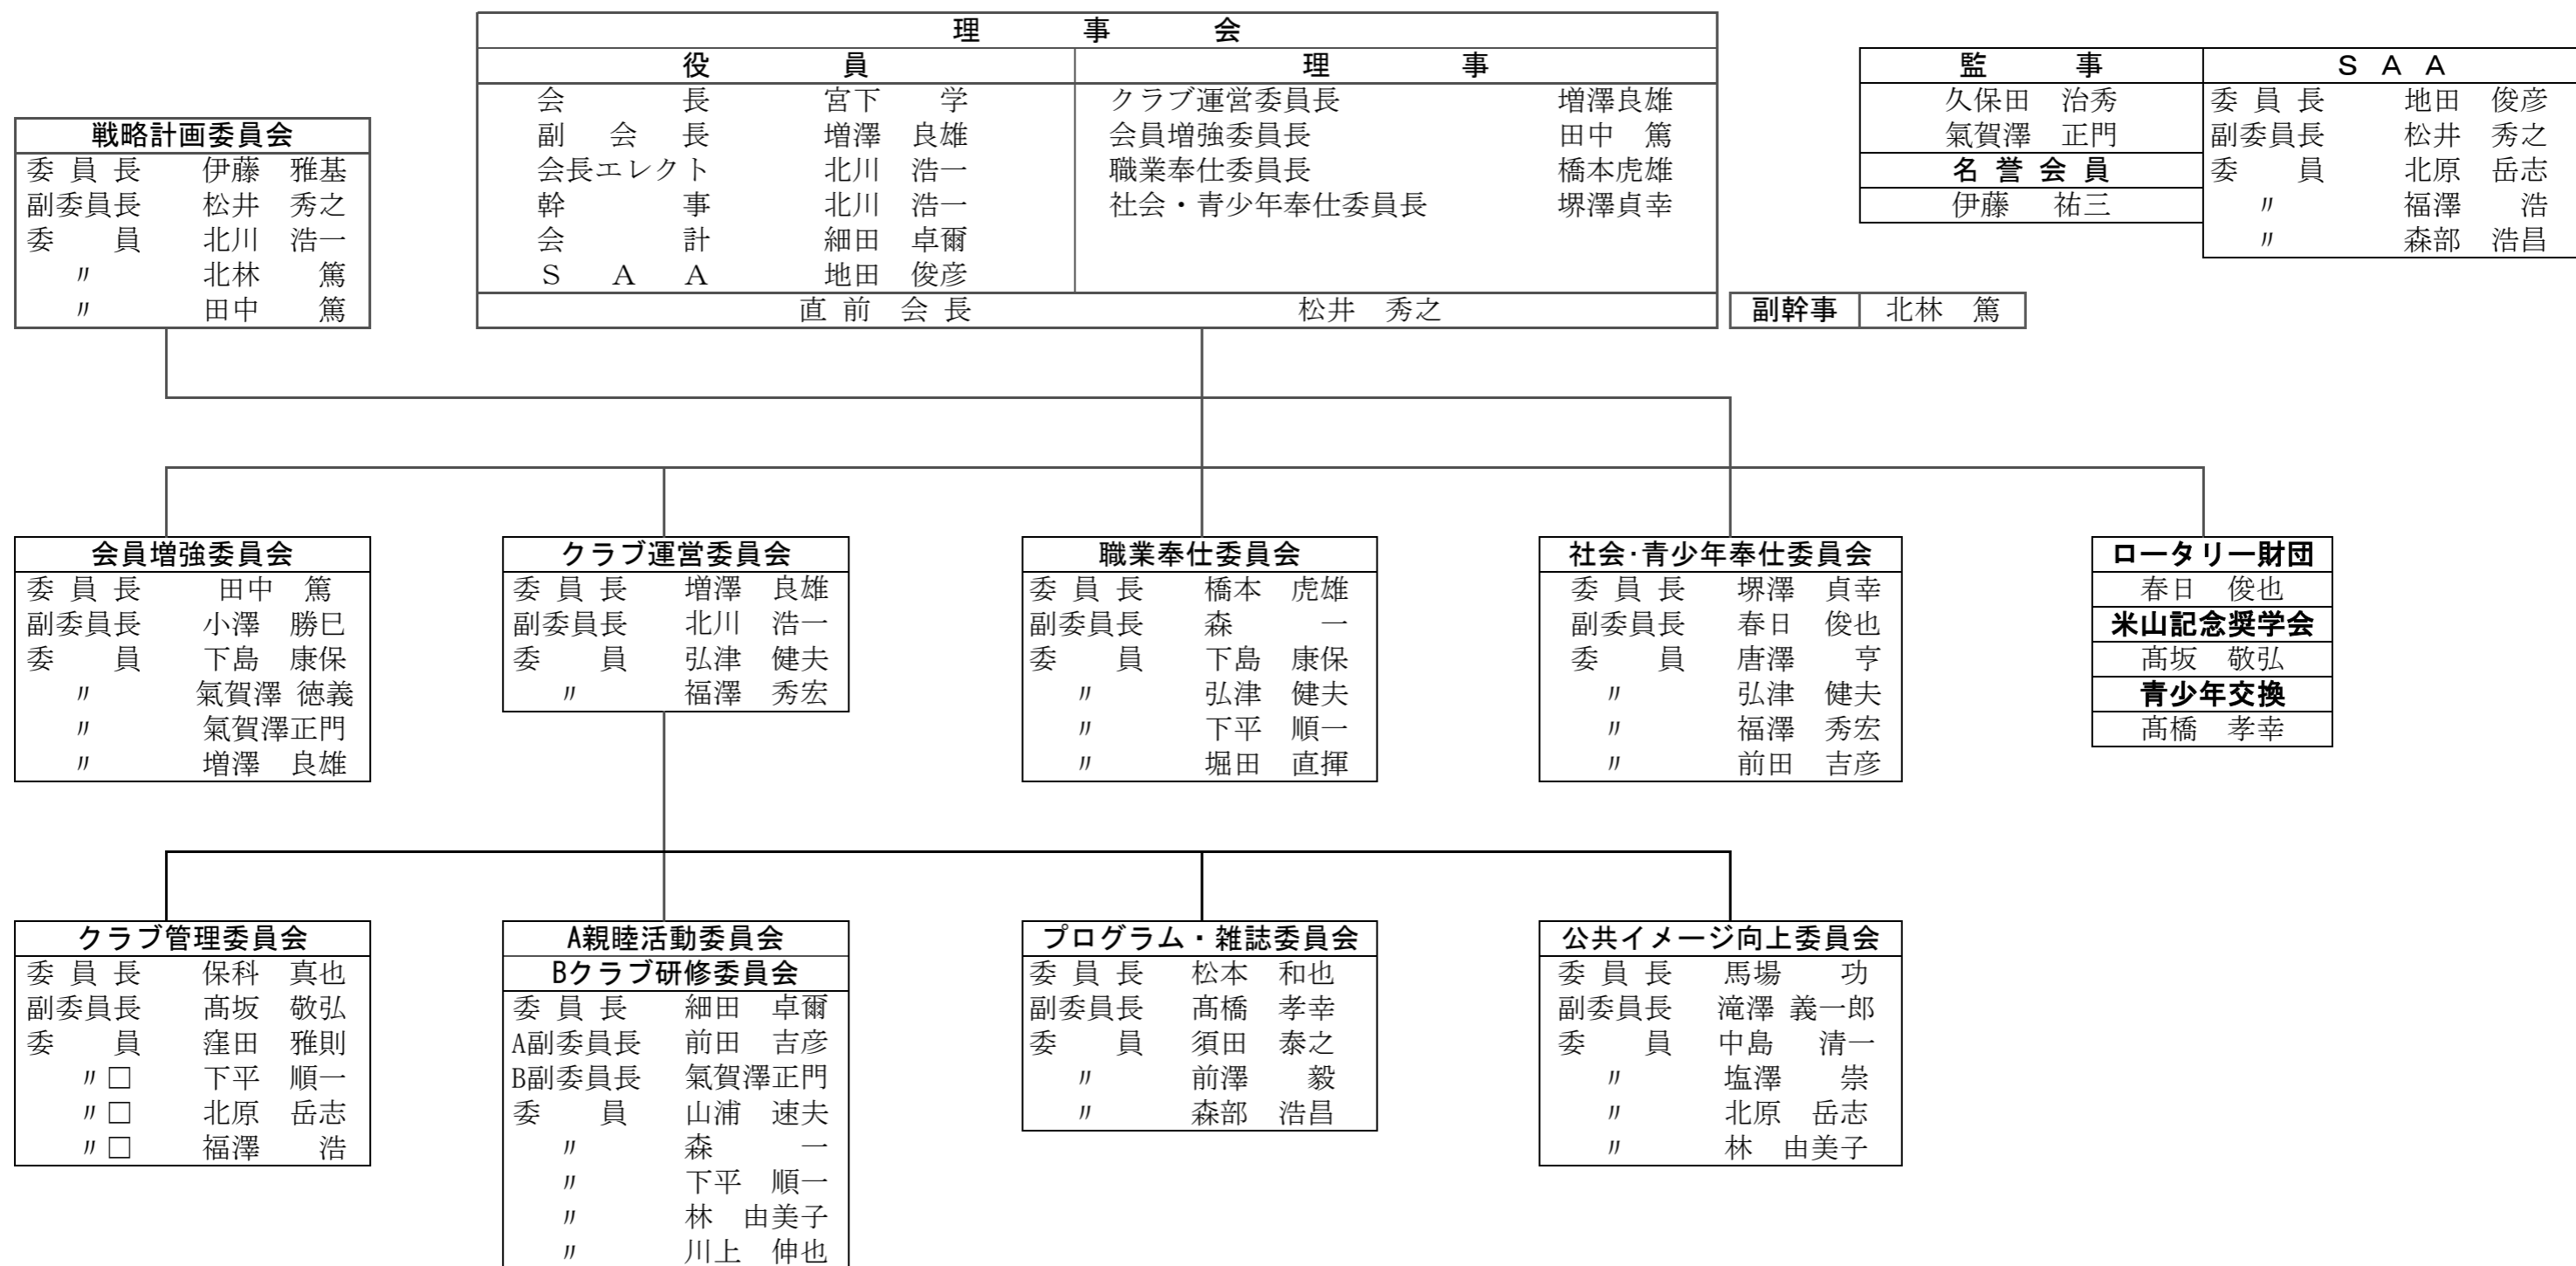 理事会
役員 理事
会長 宮下 学 クラブ運営委員長 増澤良雄
副会長 増澤 良雄 会員増強委員長 田中 篤
会長エレクト 北川 浩一 職業奉仕委員長 橋本虎雄
幹事 北川 浩一 社会・青少年奉仕委員長 堺澤貞幸
会計 細田 卓爾
ＳＡＡ 地田 俊彦
直前会長 松井 秀之
副幹事 北林 篤
監事
久保田 治秀
氣賀澤 正門
名誉会員
伊藤 祐三
ＳＡＡ
委員長 地田 俊彦
副委員長 松井 秀之
委員 北原 岳志
〃 福澤 浩
〃 森部 浩昌
戦略計画委員会
委員長 伊藤 雅基
副委員長 松井 秀之
委員 北川 浩一
〃 北林 篤
〃 田中 篤
会員増強委員会
委員長 田中 篤
副委員長 小澤 勝巳
委員 下島 康保
〃 氣賀澤 徳義
〃 氣賀澤正門
〃 増澤 良雄
クラブ運営委員会
委員長 増澤 良雄
副委員長 北川 浩一
委員 弘津 健夫
〃 福澤 秀宏
職業奉仕委員会
委員長 橋本 虎雄
副委員長 森 一
委員 下島 康保
〃 弘津 健夫
〃 下平 順一
〃 堀田 直揮
社会･青少年奉仕委員会
委員長 堺澤 貞幸
副委員長 春日 俊也
委員 唐澤 亨
〃 弘津 健夫
〃 福澤 秀宏
〃 前田 吉彦
ロータリー財団
春日 俊也
米山記念奨学会
髙坂 敬弘
青少年交換
髙橋 孝幸
クラブ管理委員会
委員長 保科 真也
副委員長 髙坂 敬弘
委員 窪田 雅則
〃□ 下平 順一
〃□ 北原 岳志
〃□ 福澤 浩
A親睦活動委員会
Bクラブ研修委員会
委員長 細田 卓爾
A副委員長 前田 吉彦
B副委員長 氣賀澤正門
委員 山浦 速夫
〃 森 一
〃 下平 順一
〃 林 由美子
〃 川上 伸也
プログラム・雑誌委員会
委員長 松本 和也
副委員長 髙橋 孝幸
委員 須田 泰之
〃 前澤 毅
〃 森部 浩昌
公共イメージ向上委員会
委員長 馬場 功
副委員長 滝澤 義一郎
委員 中島 清一
〃 塩澤 崇
〃 北原 岳志
〃 林 由美子